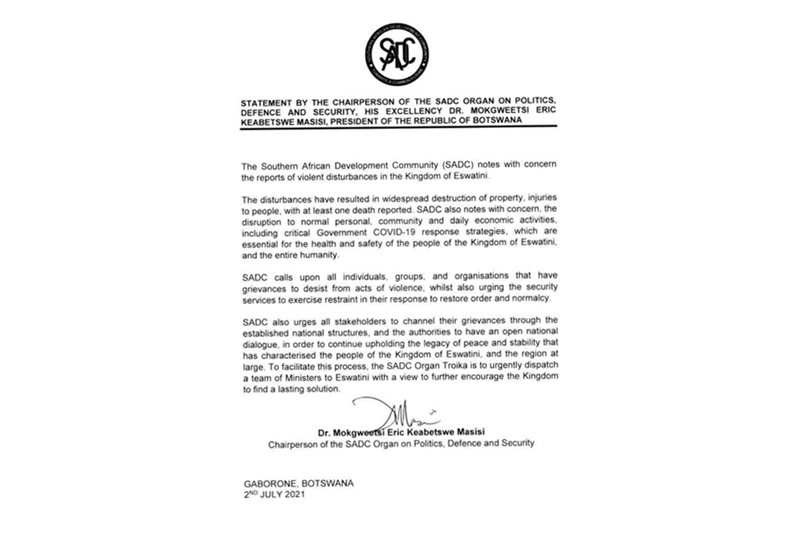 SADC
STATEMENT BY THE CHAIRPERSON OF THE SADC ORGAN ON POLITICS,
DEFENCE AND SECURITY, HIS EXCELLENCY DR. MOKGWEETSI ERIC
KEABETSWE MASISI, PRESIDENT OF THE REPUBLIC OF BOTSWANA
The Southern African Development Community (SADC) notes with concern
the reports of violent disturbances in the Kingdom of Eswatini.
The disturbances have resulted in widespread destruction of property, injuries
to people, with at least one death reported. SADC also notes with concern, the
disruption to normal personal, community and daily economic activities,
including critical Government COVID-19 response strategies, which are
essential for the health and safety of the people of the Kingdom of Eswatini,
and the entire humanity.
SADC calls upon all individuals, groups, and organisations that have
grievances to desist from acts of violence, whilst also urging the security
services to exercise restraint in their response to restore order and normalcy.
SADC also urges all stakeholders to channel their grievances through the
established national structures, and the authorities to have an open national
dialogue, in order to continue upholding the legacy of peace and stability that
has characterised the people of the Kingdom of Eswatini, and the region at
large. To facilitate this process, the SADC Organ Troika is to urgently dispatch
a team of Ministers to Eswatini with a view to further encourage the Kingdom
to find a lasting solution.
Dr. Mokgweetsi Eric Keabetswe Masisi
Chairperson of the SADC Organ on Politics, Defence and Security
GABORONE, BOTSWANA
2ND JULY 2021